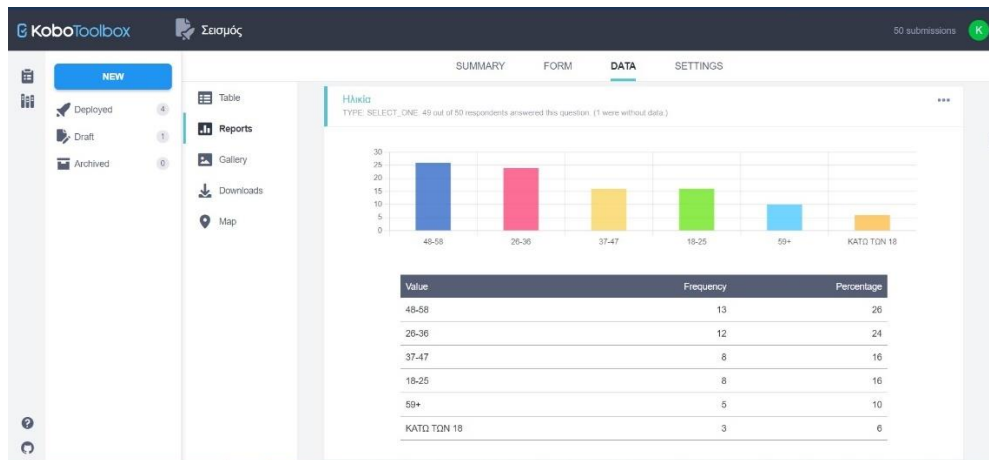 KoboToolbox
Σεισμός
50 submissions
K
SUMMARY FORM DATA SETTINGS
NEW
Deployed 4
Draft 1
Archived 0
Table
Reports
Gallery
Downloads
Map
Ηλικία
TYPE: SELECT_ONE. 49 out of 50 respondents answered this question. (1 were without data.)
30
25
20
15
10
5
0
48-58 26-36 37-47 18-25 59+ ΚΑΤΩ ΤΩΝ 18
Value Frequency Percentage
48-58 13 26
26-36 12 24
37-47 8 16
18-25 8 16
59+ 5 10
ΚΑΤΩ ΤΩΝ 18 3 6